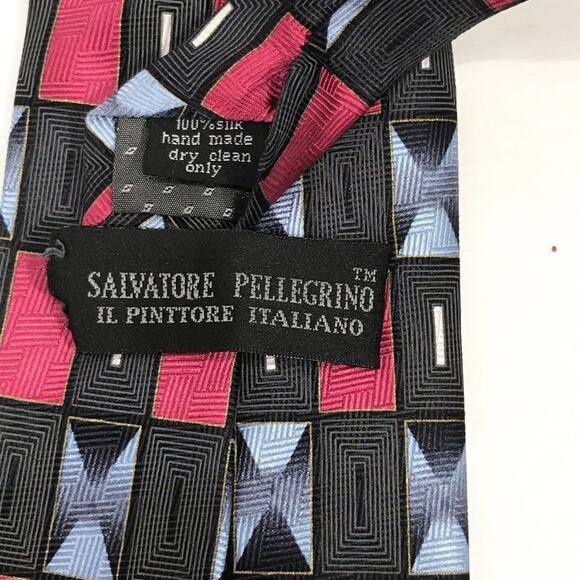 100% silk
hand made
dry clean
only
SALVATORE PELLEGRINO™
IL PINTTORE ITALIANO